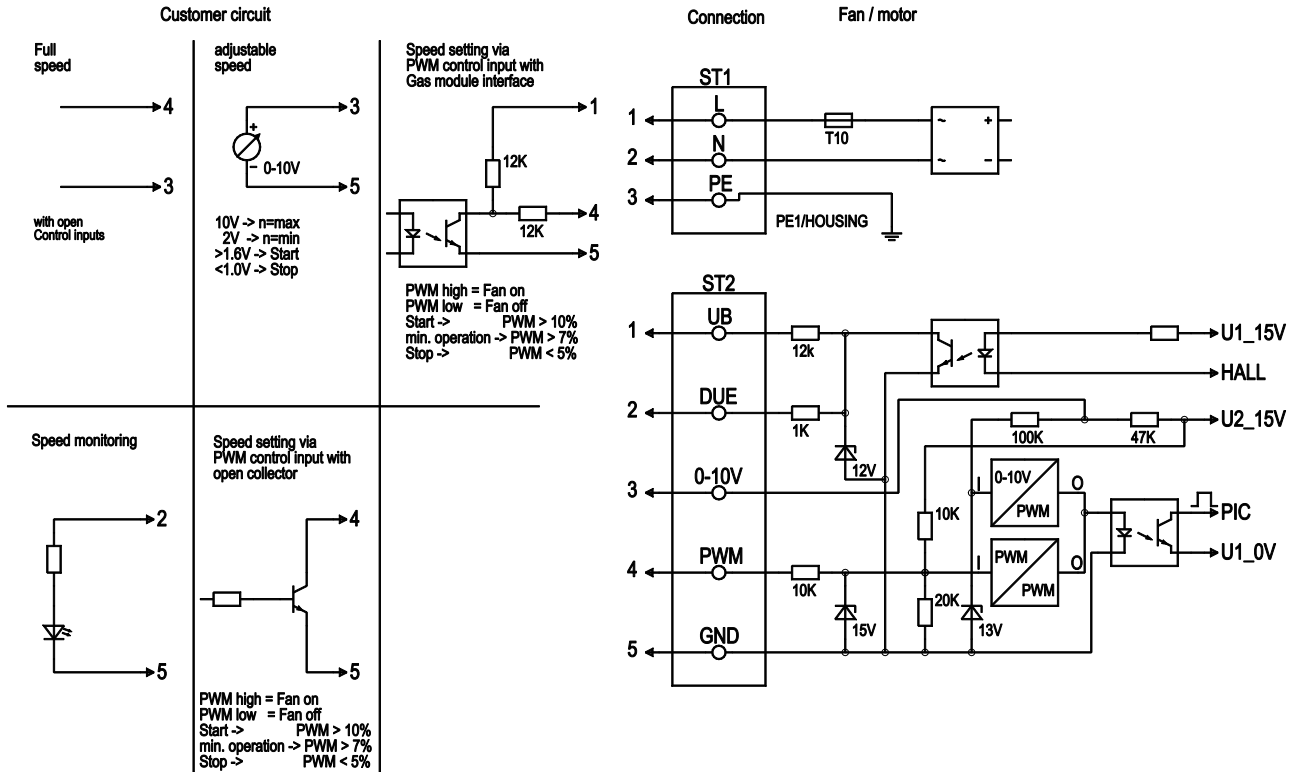 Customer circuit
Connection
Fan / motor
Full
speed
4
3
with open
Control inputs
adjustable
speed
3
+
− 0-10V
5
10V -> n=max
2V -> n=min
>1.6V -> Start
<1.0V -> Stop
Speed setting via
PWM control input with
Gas module interface
1
12K
4
12K
5
PWM high = Fan on
PWM low = Fan off
Start -> PWM > 10%
min. operation -> PWM > 7%
Stop -> PWM < 5%
Speed monitoring
2
5
Speed setting via
PWM control input with
open collector
4
5
PWM high = Fan on
PWM low = Fan off
Start -> PWM > 10%
min. operation -> PWM > 7%
Stop -> PWM < 5%
ST1
1 L
T10
~ +
2 N
~ −
3 PE
PE1/HOUSING
ST2
1 UB
12k
U1_15V
HALL
2 DUE
1K
100K
47K
U2_15V
12V
3 0-10V
I 0-10V O
PWM
10K
PIC
4 PWM
10K
I PWM O
PWM
U1_0V
20K
15V
13V
5 GND